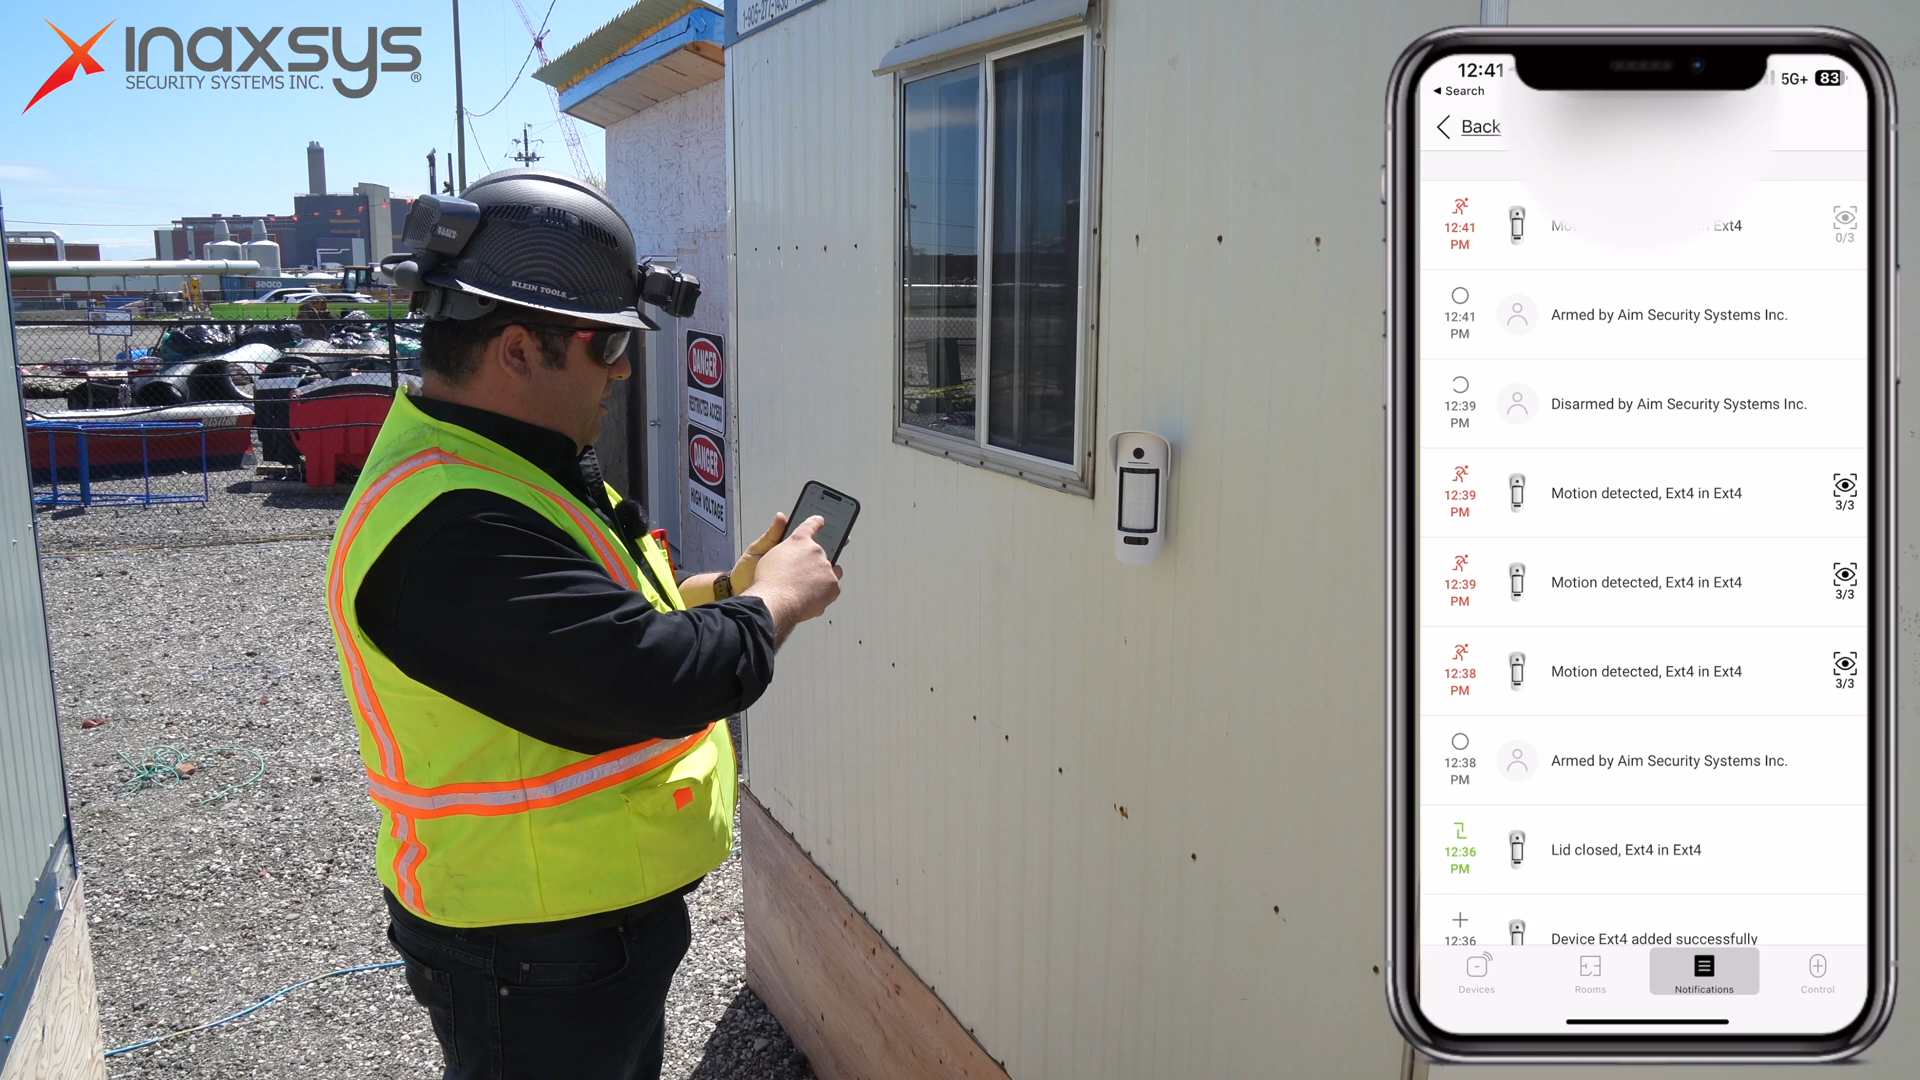 INAXSYS®
SECURITY SYSTEMS INC.
KLEIN TOOLS
seaco
DANGER
RESTRICTED ACCESS
DANGER
HIGH VOLTAGE
12:41
5G+ 83
Search
Back
12:41 PM
Ext4
0/3
12:41 PM
Armed by Aim Security Systems Inc.
12:39 PM
Disarmed by Aim Security Systems Inc.
12:39 PM
Motion detected, Ext4 in Ext4
3/3
12:39 PM
Motion detected, Ext4 in Ext4
3/3
12:38 PM
Motion detected, Ext4 in Ext4
3/3
12:38 PM
Armed by Aim Security Systems Inc.
12:36 PM
Lid closed, Ext4 in Ext4
12:36
Device Ext4 added successfully
Devices
Rooms
Notifications
Control